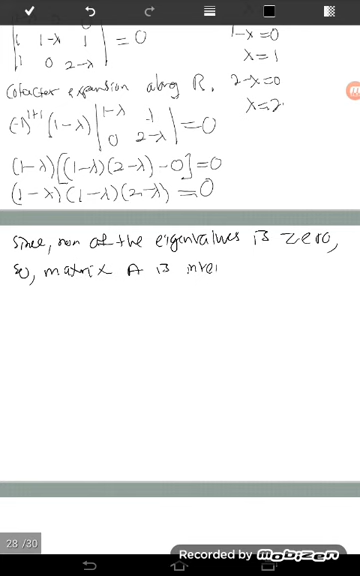 | 1 1-λ 1 | = 0
1 0 2-λ
1-λ=0
λ=1
2-λ=0
λ=2
Cofactor expansion along R.
(-1)^{1+1} (1-λ) | 1-λ 1 | = 0
0 2-λ
(1-λ)[(1-λ)(2-λ)-0]=0
(1-λ)(1-λ)(2-λ)=0
Since, non of the eigenvalues is zero,
so, matrix A is inver
28 /30
Recorded by Mobizen